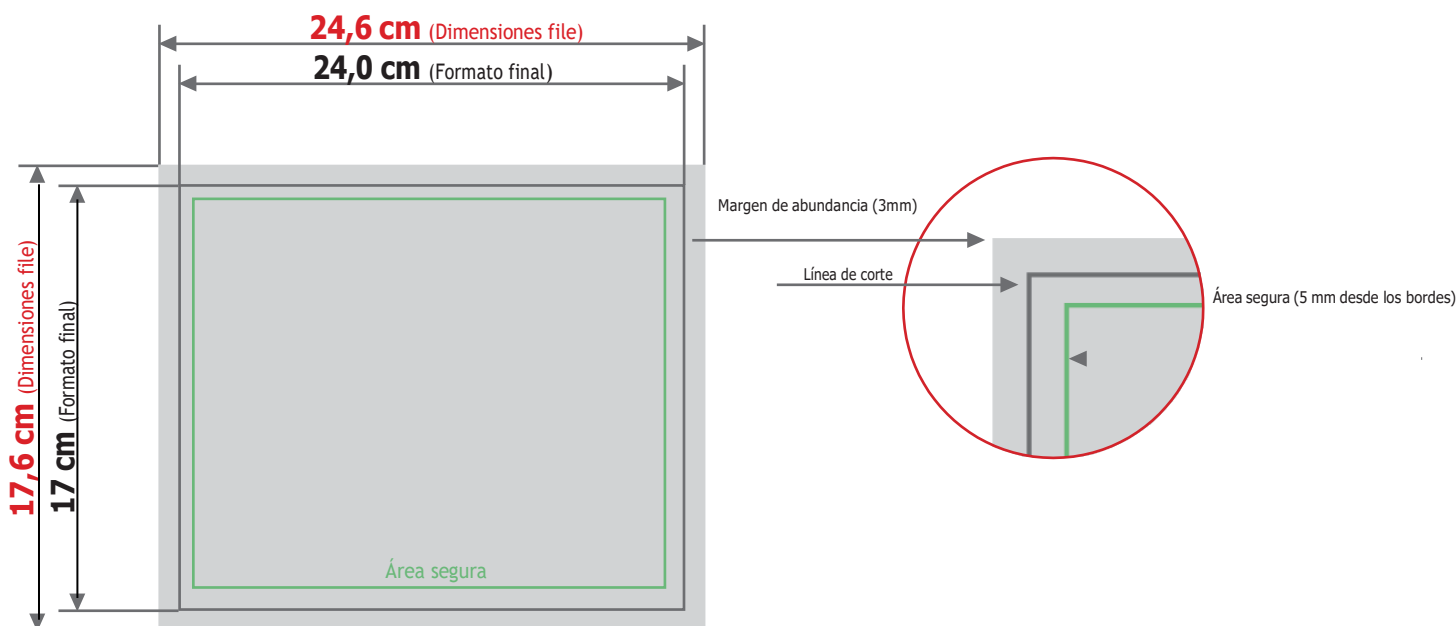 24,6 cm (Dimensiones file)
24,0 cm (Formato final)
17,6 cm (Dimensiones file)
17 cm (Formato final)
Margen de abundancia (3mm)
Línea de corte
Área segura (5 mm desde los bordes)
Área segura